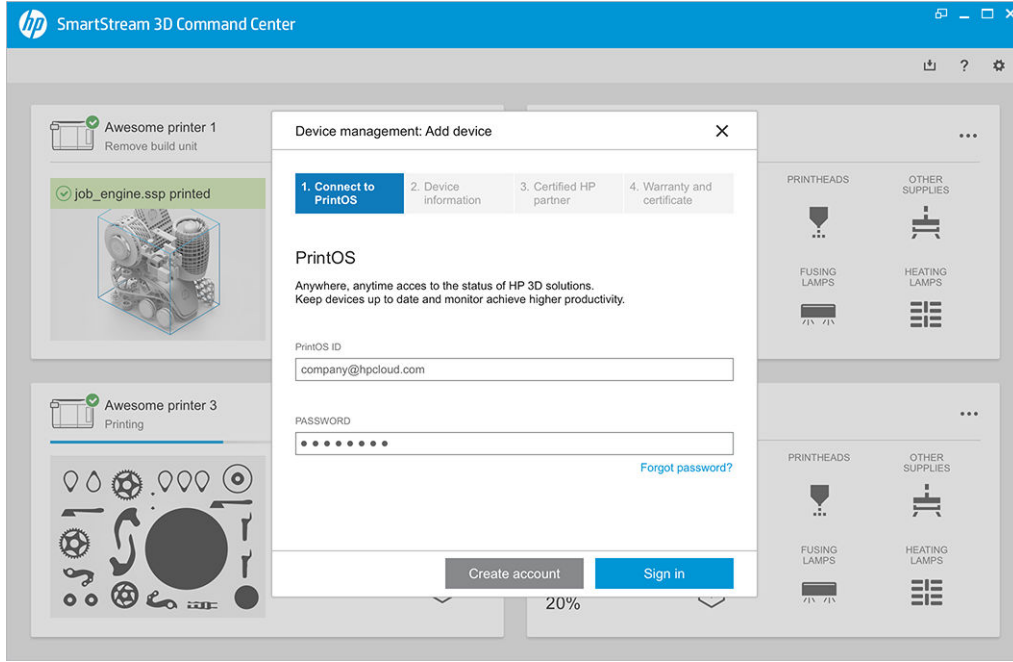 hp SmartStream 3D Command Center
?
Awesome printer 1
Remove build unit
job_engine.ssp printed
Device management: Add device
1. Connect to
PrintOS
2. Device
information
3. Certified HP
partner
4. Warranty and
certificate
PrintOS
Anywhere, anytime acces to the status of HP 3D solutions.
Keep devices up to date and monitor achieve higher productivity.
PrintOS ID
company@hpcloud.com
PASSWORD
Forgot password?
Create account
Sign in
PRINTHEADS
OTHER
SUPPLIES
FUSING
LAMPS
HEATING
LAMPS
Awesome printer 3
Printing
20%
PRINTHEADS
OTHER
SUPPLIES
FUSING
LAMPS
HEATING
LAMPS